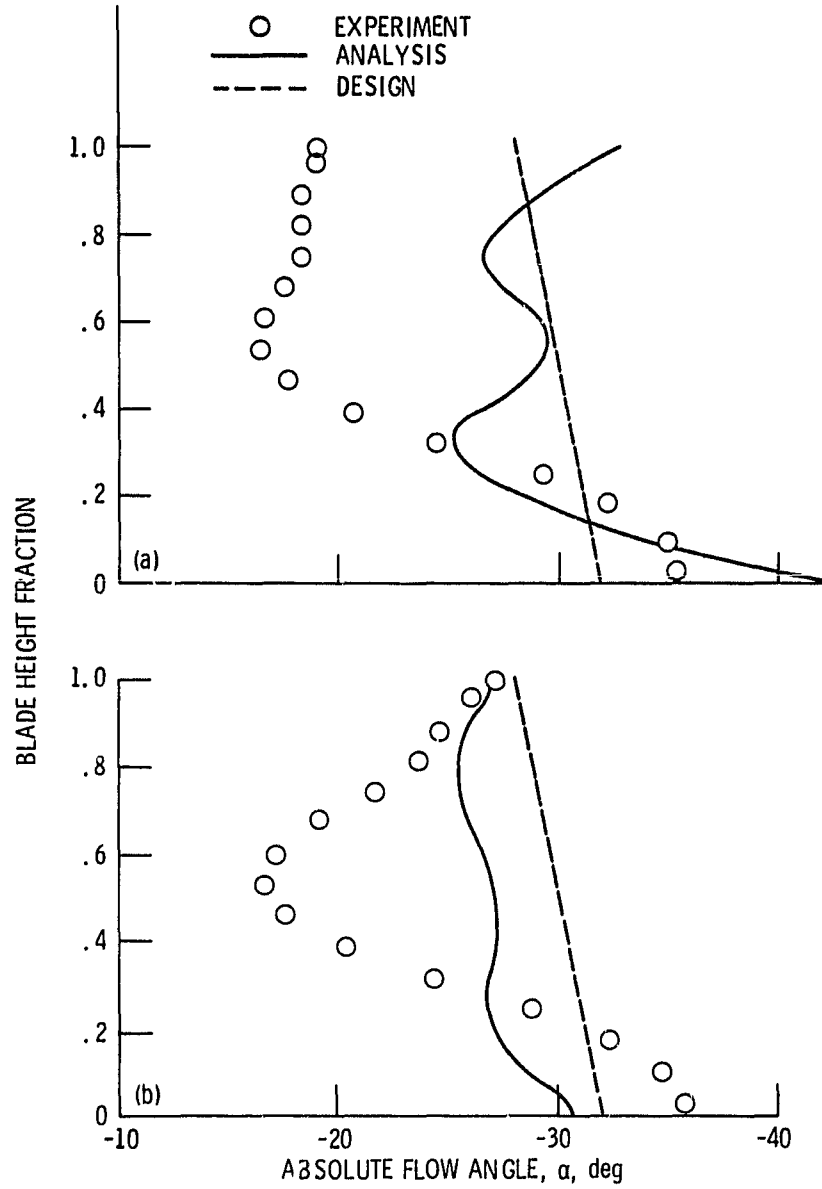 EXPERIMENT
ANALYSIS
DESIGN
1.0
.8
.6
.4
.2
0
(a)
BLADE HEIGHT FRACTION
1.0
.8
.6
.4
.2
0
(b)
-10
-20
-30
-40
ABSOLUTE FLOW ANGLE, α, deg